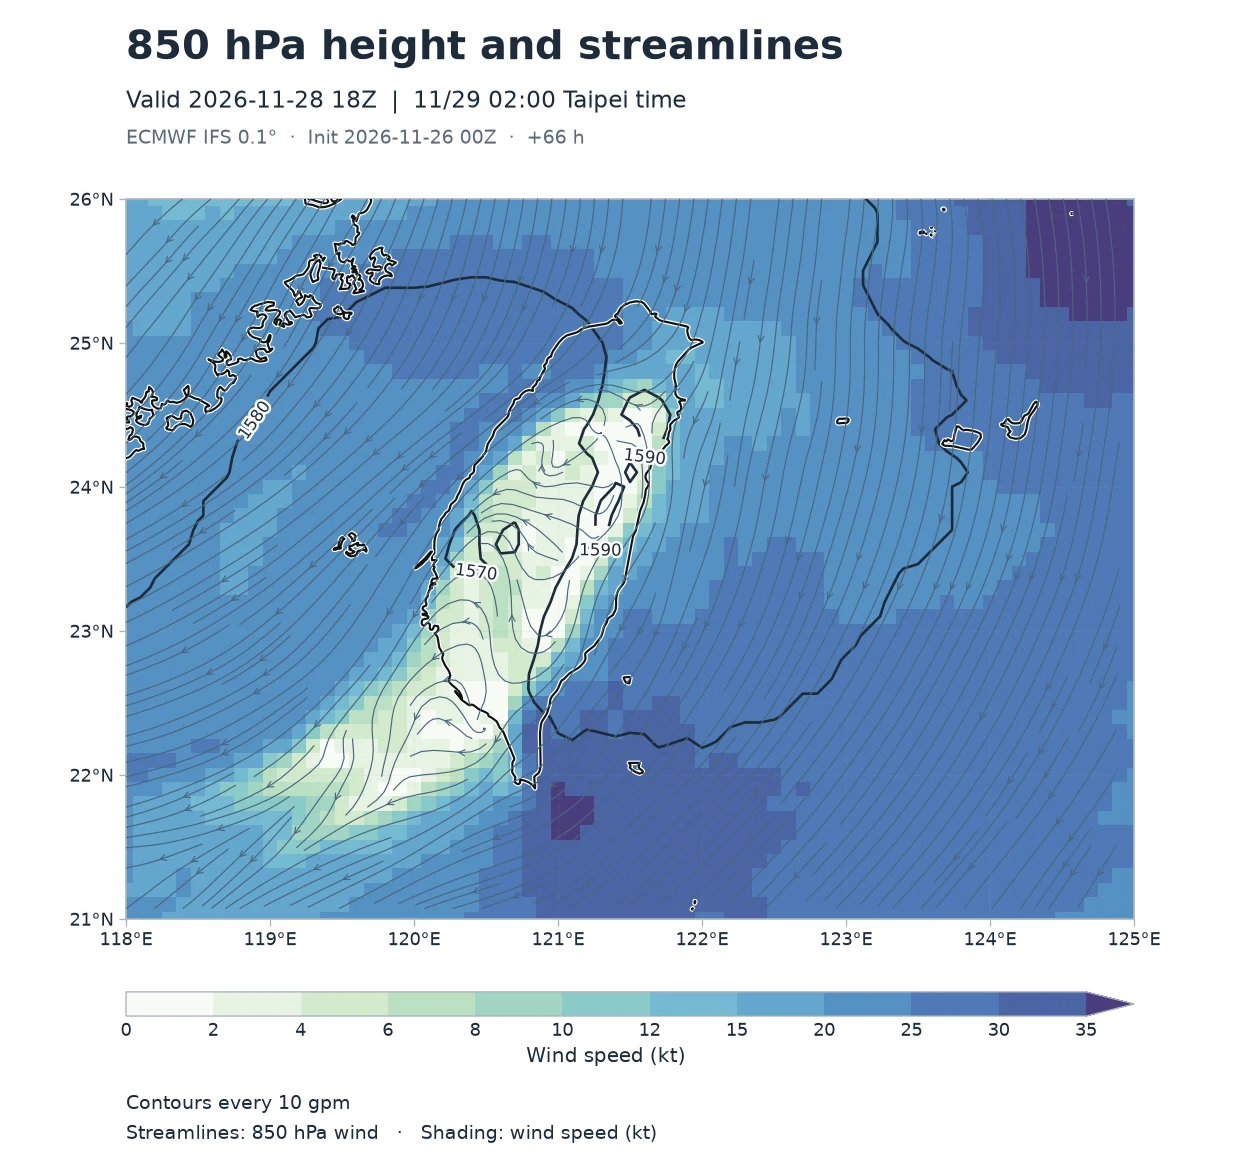 850 hPa height and streamlines
Valid 2026-11-28 18Z | 11/29 02:00 Taipei time
ECMWF IFS 0.1° · Init 2026-11-26 00Z · +66 h
26°N
25°N
1580
1590
24°N
1590
1570
23°N
22°N
21°N
118°E 119°E 120°E 121°E 122°E 123°E 124°E 125°E
0 2 4 6 8 10 12 15 20 25 30 35
Wind speed (kt)
Contours every 10 gpm
Streamlines: 850 hPa wind · Shading: wind speed (kt)